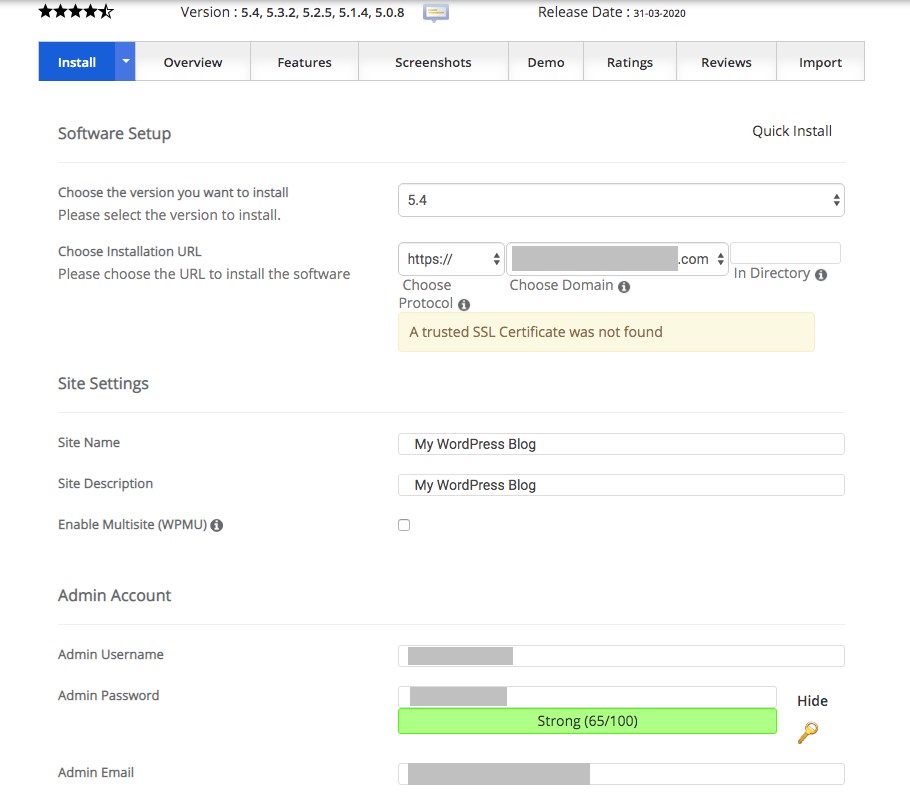 Version : 5.4, 5.3.2, 5.2.5, 5.1.4, 5.0.8 Release Date : 31-03-2020
Install Overview Features Screenshots Demo Ratings Reviews Import
Software Setup Quick Install
Choose the version you want to install
Please select the version to install.
5.4
Choose Installation URL
Please choose the URL to install the software
https:// .com
Choose Protocol
Choose Domain
In Directory
A trusted SSL Certificate was not found
Site Settings
Site Name My WordPress Blog
Site Description My WordPress Blog
Enable Multisite (WPMU)
Admin Account
Admin Username
Admin Password Hide
Strong (65/100)
Admin Email